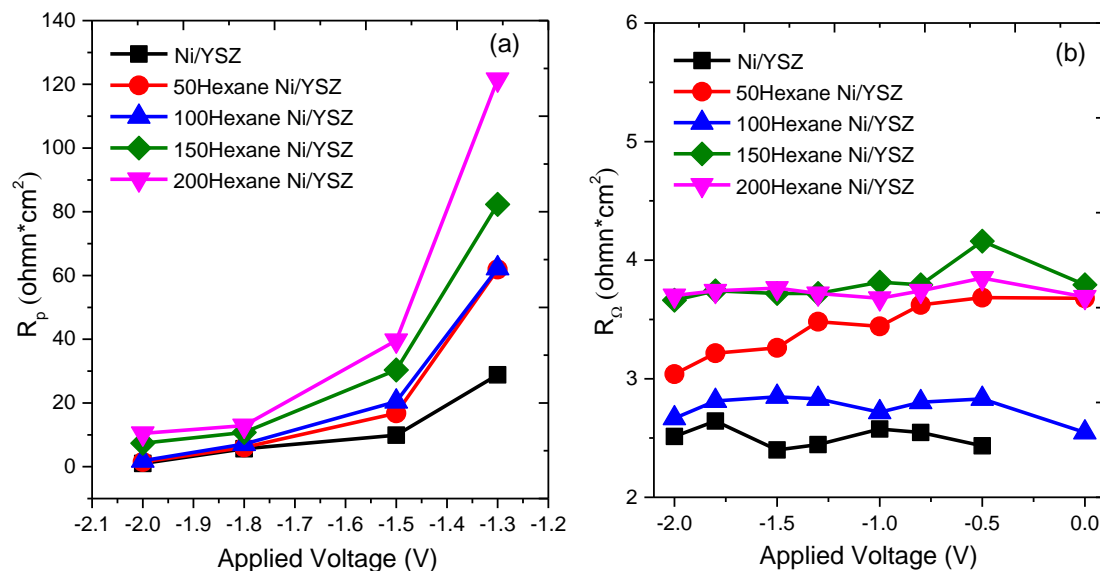 (a)
Ni/YSZ
50Hexane Ni/YSZ
100Hexane Ni/YSZ
150Hexane Ni/YSZ
200Hexane Ni/YSZ
140
120
100
80
60
40
20
0
R_p (ohmn*cm²)
-2.1 -2.0 -1.9 -1.8 -1.7 -1.6 -1.5 -1.4 -1.3 -1.2
Applied Voltage (V)
(b)
Ni/YSZ
50Hexane Ni/YSZ
100Hexane Ni/YSZ
150Hexane Ni/YSZ
200Hexane Ni/YSZ
6
5
4
3
2
R_Ω (ohmn*cm²)
-2.0 -1.5 -1.0 -0.5 0.0
Applied Voltage (V)